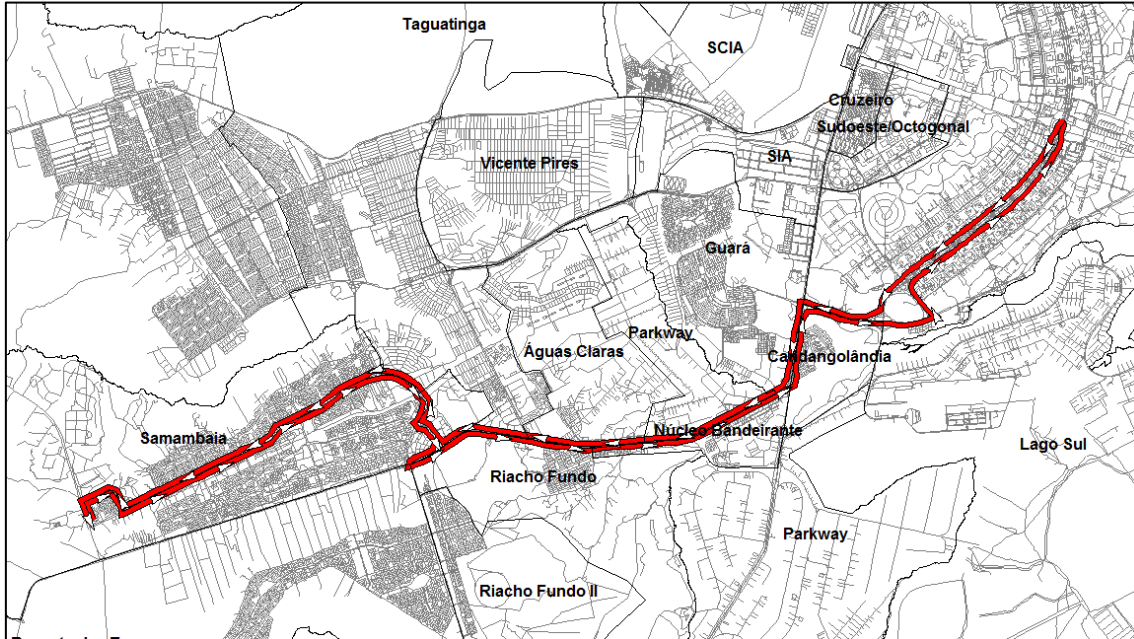 Taguatinga
SCIA
Cruzeiro
Sudoeste/Octogonal
SIA
Vicente Pires
Guará
Parkway
Águas Claras
Candangolândia
Núcleo Bandeirante
Samambaia
Lago Sul
Riacho Fundo
Parkway
Riacho Fundo II